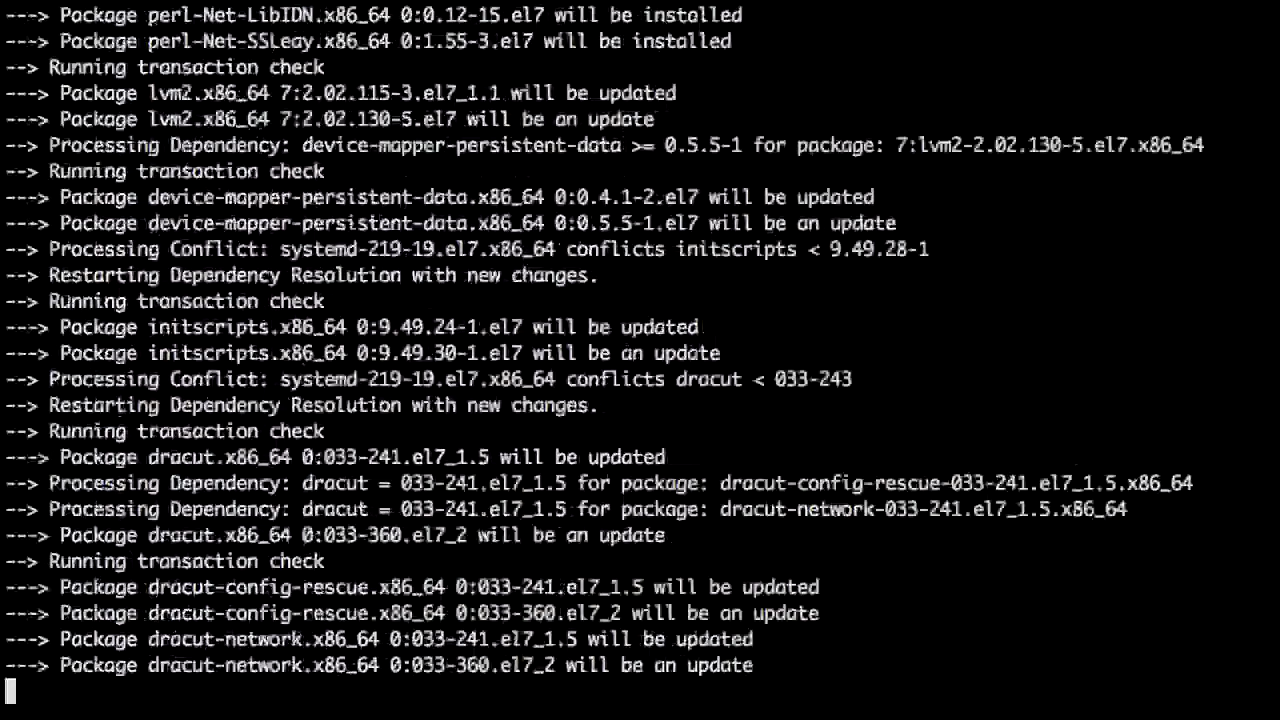 ---> Package perl-Net-LibIDN.x86_64 0:0.12-15.el7 will be installed
---> Package perl-Net-SSLeay.x86_64 0:1.55-3.el7 will be installed
--> Running transaction check
---> Package lvm2.x86_64 7:2.02.115-3.el7_1.1 will be updated
---> Package lvm2.x86_64 7:2.02.130-5.el7 will be an update
--> Processing Dependency: device-mapper-persistent-data >= 0.5.5-1 for package: 7:lvm2-2.02.130-5.el7.x86_64
--> Running transaction check
---> Package device-mapper-persistent-data.x86_64 0:0.4.1-2.el7 will be updated
---> Package device-mapper-persistent-data.x86_64 0:0.5.5-1.el7 will be an update
--> Processing Conflict: systemd-219-19.el7.x86_64 conflicts initscripts < 9.49.28-1
--> Restarting Dependency Resolution with new changes.
--> Running transaction check
---> Package initscripts.x86_64 0:9.49.24-1.el7 will be updated
---> Package initscripts.x86_64 0:9.49.30-1.el7 will be an update
--> Processing Conflict: systemd-219-19.el7.x86_64 conflicts dracut < 033-243
--> Restarting Dependency Resolution with new changes.
--> Running transaction check
---> Package dracut.x86_64 0:033-241.el7_1.5 will be updated
--> Processing Dependency: dracut = 033-241.el7_1.5 for package: dracut-config-rescue-033-241.el7_1.5.x86_64
--> Processing Dependency: dracut = 033-241.el7_1.5 for package: dracut-network-033-241.el7_1.5.x86_64
---> Package dracut.x86_64 0:033-360.el7_2 will be an update
--> Running transaction check
---> Package dracut-config-rescue.x86_64 0:033-241.el7_1.5 will be updated
---> Package dracut-config-rescue.x86_64 0:033-360.el7_2 will be an update
---> Package dracut-network.x86_64 0:033-241.el7_1.5 will be updated
---> Package dracut-network.x86_64 0:033-360.el7_2 will be an update